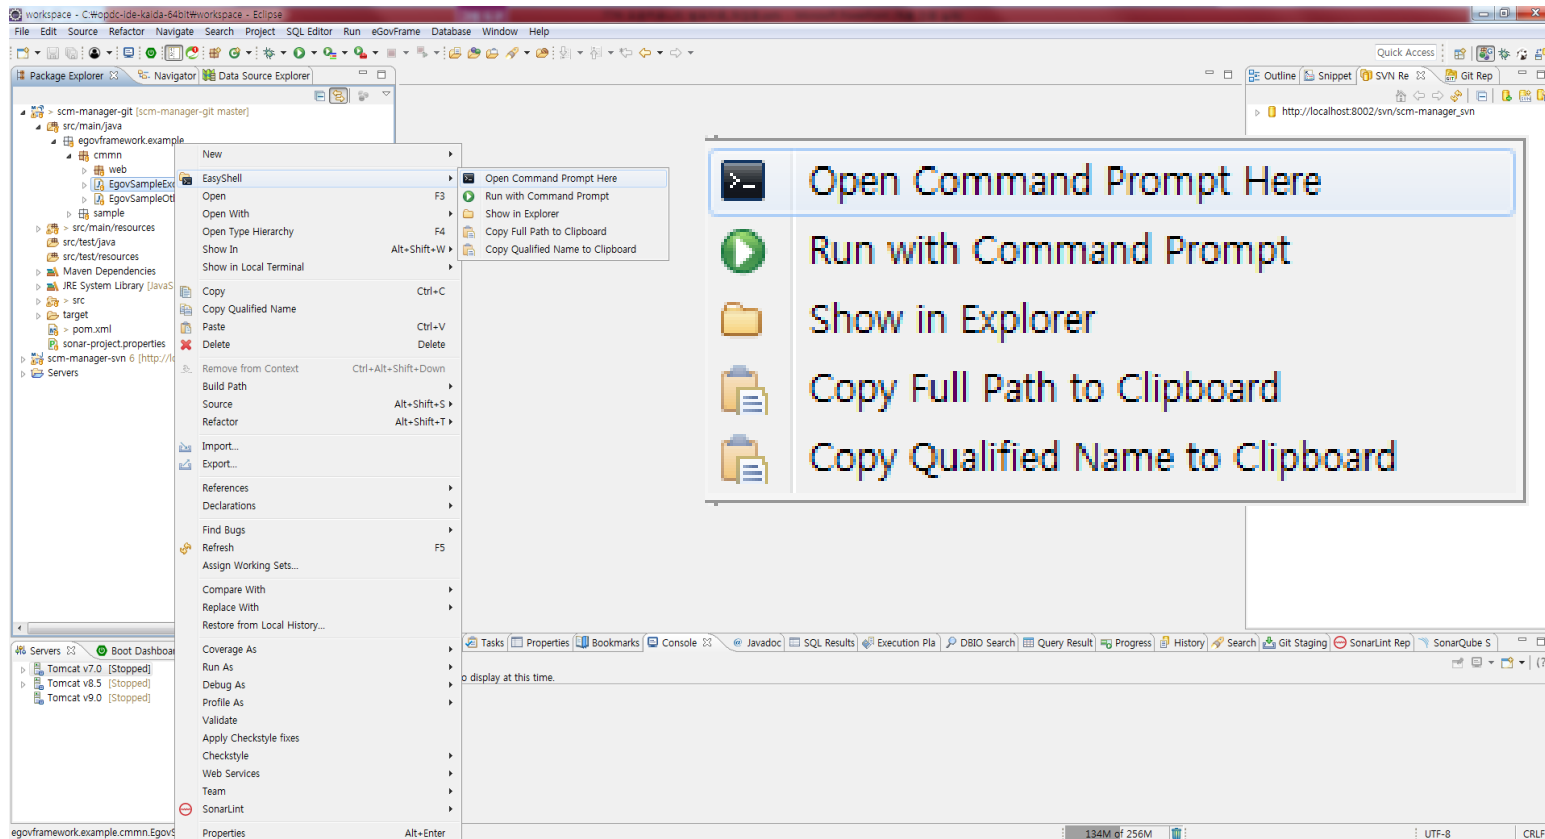 workspace - C:₩opdc-ide-kaida-64bit₩workspace - Eclipse
File Edit Source Refactor Navigate Search Project SQL Editor Run eGovFrame Database Window Help
Quick Access
Package Explorer Navigator Data Source Explorer
Outline Snippet SVN Re Git Rep
> scm-manager-git [scm-manager-git master]
src/main/java
egovframework.example
cmmn
web
EgovSampleExc
EgovSampleOtl
sample
> src/main/resources
src/test/java
src/test/resources
Maven Dependencies
JRE System Library [JavaS
> src
target
> pom.xml
sonar-project.properties
scm-manager-svn 6 [http://lo
Servers
New
EasyShell
Open F3
Open With
Open Type Hierarchy F4
Show In Alt+Shift+W
Show in Local Terminal
Copy Ctrl+C
Copy Qualified Name
Paste Ctrl+V
Delete Delete
Remove from Context Ctrl+Alt+Shift+Down
Build Path
Source Alt+Shift+S
Refactor Alt+Shift+T
Import...
Export...
References
Declarations
Find Bugs
Refresh F5
Assign Working Sets...
Compare With
Replace With
Restore from Local History...
Coverage As
Run As
Debug As
Profile As
Validate
Apply Checkstyle fixes
Checkstyle
Web Services
Team
SonarLint
Properties Alt+Enter
Open Command Prompt Here
Run with Command Prompt
Show in Explorer
Copy Full Path to Clipboard
Copy Qualified Name to Clipboard
Open Command Prompt Here
Run with Command Prompt
Show in Explorer
Copy Full Path to Clipboard
Copy Qualified Name to Clipboard
http://localhost:8002/svn/scm-manager_svn
Servers Boot Dashboar
Tomcat v7.0 [Stopped]
Tomcat v8.5 [Stopped]
Tomcat v9.0 [Stopped]
Tasks Properties Bookmarks Console Javadoc SQL Results Execution Pla DBIO Search Query Result Progress History Search Git Staging SonarLint Rep SonarQube S
o display at this time.
egovframework.example.cmmn.EgovS
134M of 256M
UTF-8
CRLF